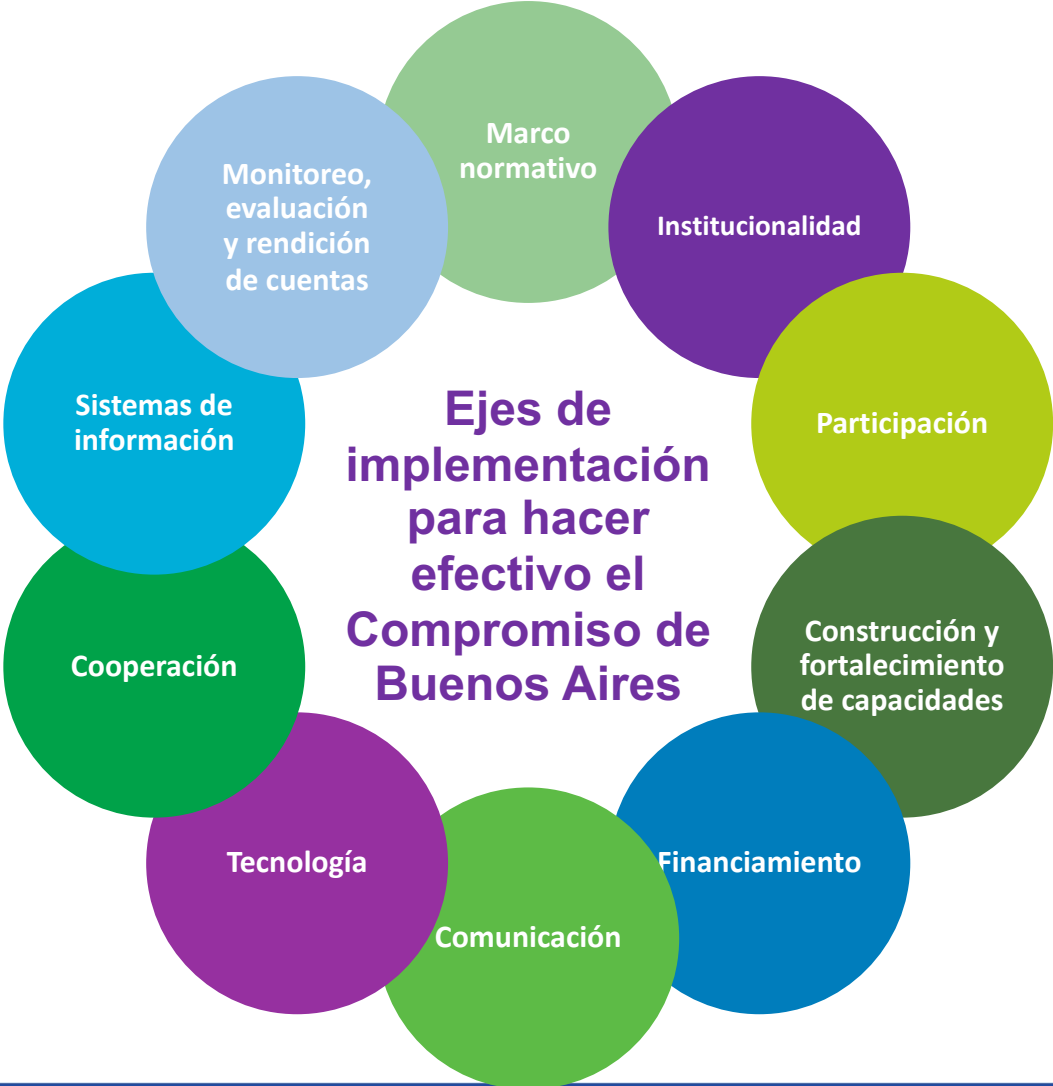 Marco
normativo
Institucionalidad
Participación
Construcción y
fortalecimiento
de capacidades
Financiamiento
Comunicación
Tecnología
Cooperación
Sistemas de
información
Monitoreo,
evaluación
y rendición
de cuentas
Ejes de
implementación
para hacer
efectivo el
Compromiso de
Buenos Aires